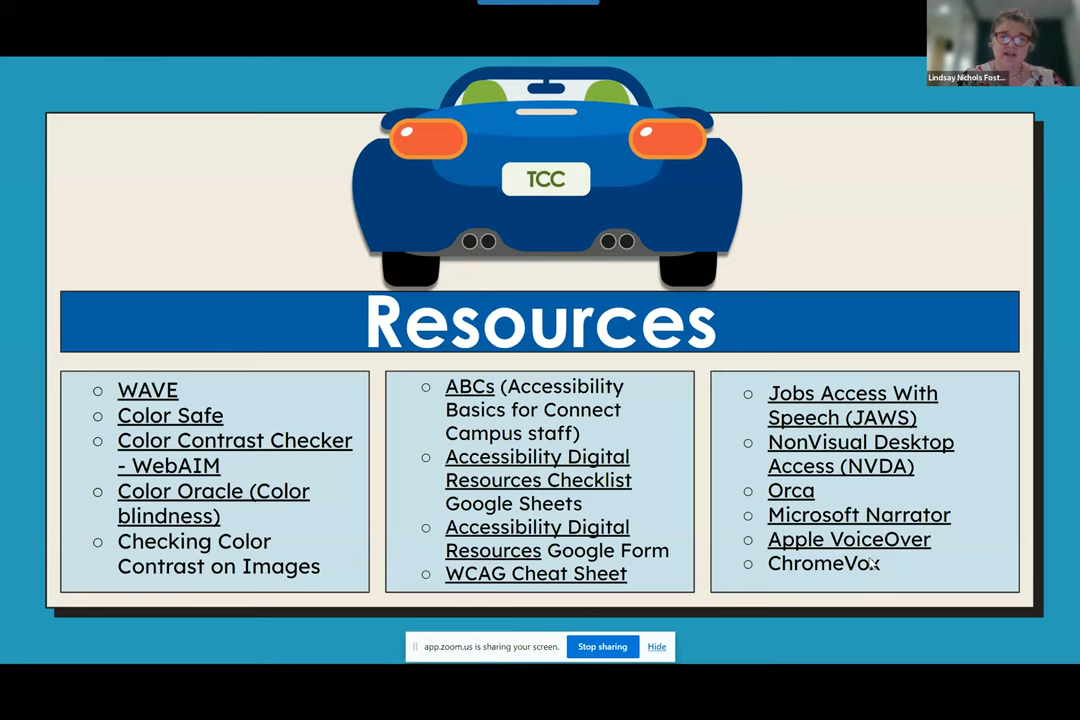 Lindsay Nichols Fost...
TCC
Resources
○ WAVE
○ Color Safe
○ Color Contrast Checker
- WebAIM
○ Color Oracle (Color
blindness)
○ Checking Color
Contrast on Images
○ ABCs (Accessibility
Basics for Connect
Campus staff)
○ Accessibility Digital
Resources Checklist
Google Sheets
○ Accessibility Digital
Resources Google Form
○ WCAG Cheat Sheet
○ Jobs Access With
Speech (JAWS)
○ NonVisual Desktop
Access (NVDA)
○ Orca
○ Microsoft Narrator
○ Apple VoiceOver
○ ChromeVox
app.zoom.us is sharing your screen. Stop sharing Hide